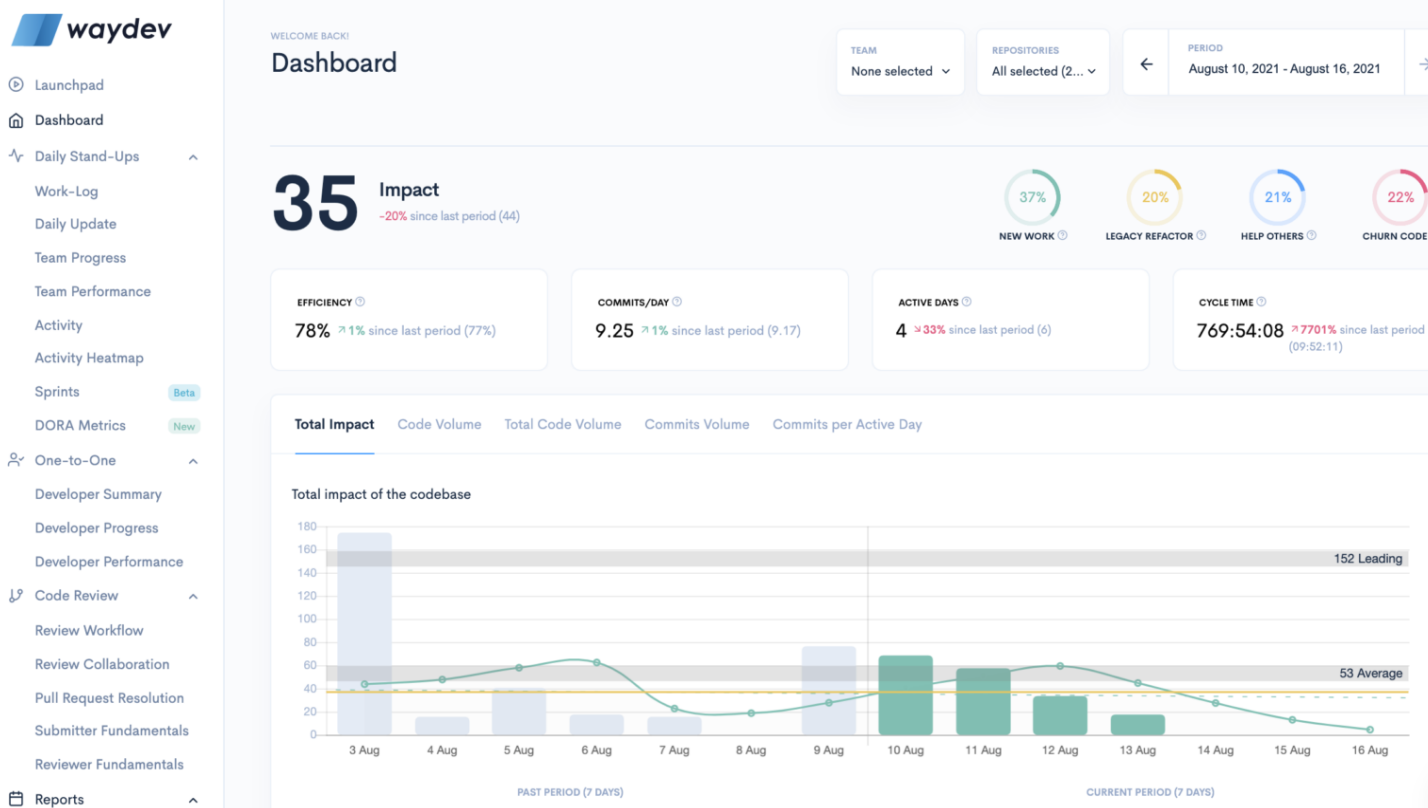 waydev
Launchpad
Dashboard
Daily Stand-Ups
Work-Log
Daily Update
Team Progress
Team Performance
Activity
Activity Heatmap
Sprints Beta
DORA Metrics New
One-to-One
Developer Summary
Developer Progress
Developer Performance
Code Review
Review Workflow
Review Collaboration
Pull Request Resolution
Submitter Fundamentals
Reviewer Fundamentals
Reports
WELCOME BACK!
Dashboard
TEAM
None selected
REPOSITORIES
All selected (2...
PERIOD
August 10, 2021 - August 16, 2021
35 Impact
-20% since last period (44)
37%
NEW WORK
20%
LEGACY REFACTOR
21%
HELP OTHERS
22%
CHURN CODE
EFFICIENCY
78% 1% since last period (77%)
COMMITS/DAY
9.25 1% since last period (9.17)
ACTIVE DAYS
4 33% since last period (6)
CYCLE TIME
769:54:08 7701% since last period
(09:52:11)
Total Impact Code Volume Total Code Volume Commits Volume Commits per Active Day
Total impact of the codebase
180
160
140
120
100
80
60
40
20
0
152 Leading
53 Average
3 Aug 4 Aug 5 Aug 6 Aug 7 Aug 8 Aug 9 Aug 10 Aug 11 Aug 12 Aug 13 Aug 14 Aug 15 Aug 16 Aug
PAST PERIOD (7 DAYS) CURRENT PERIOD (7 DAYS)